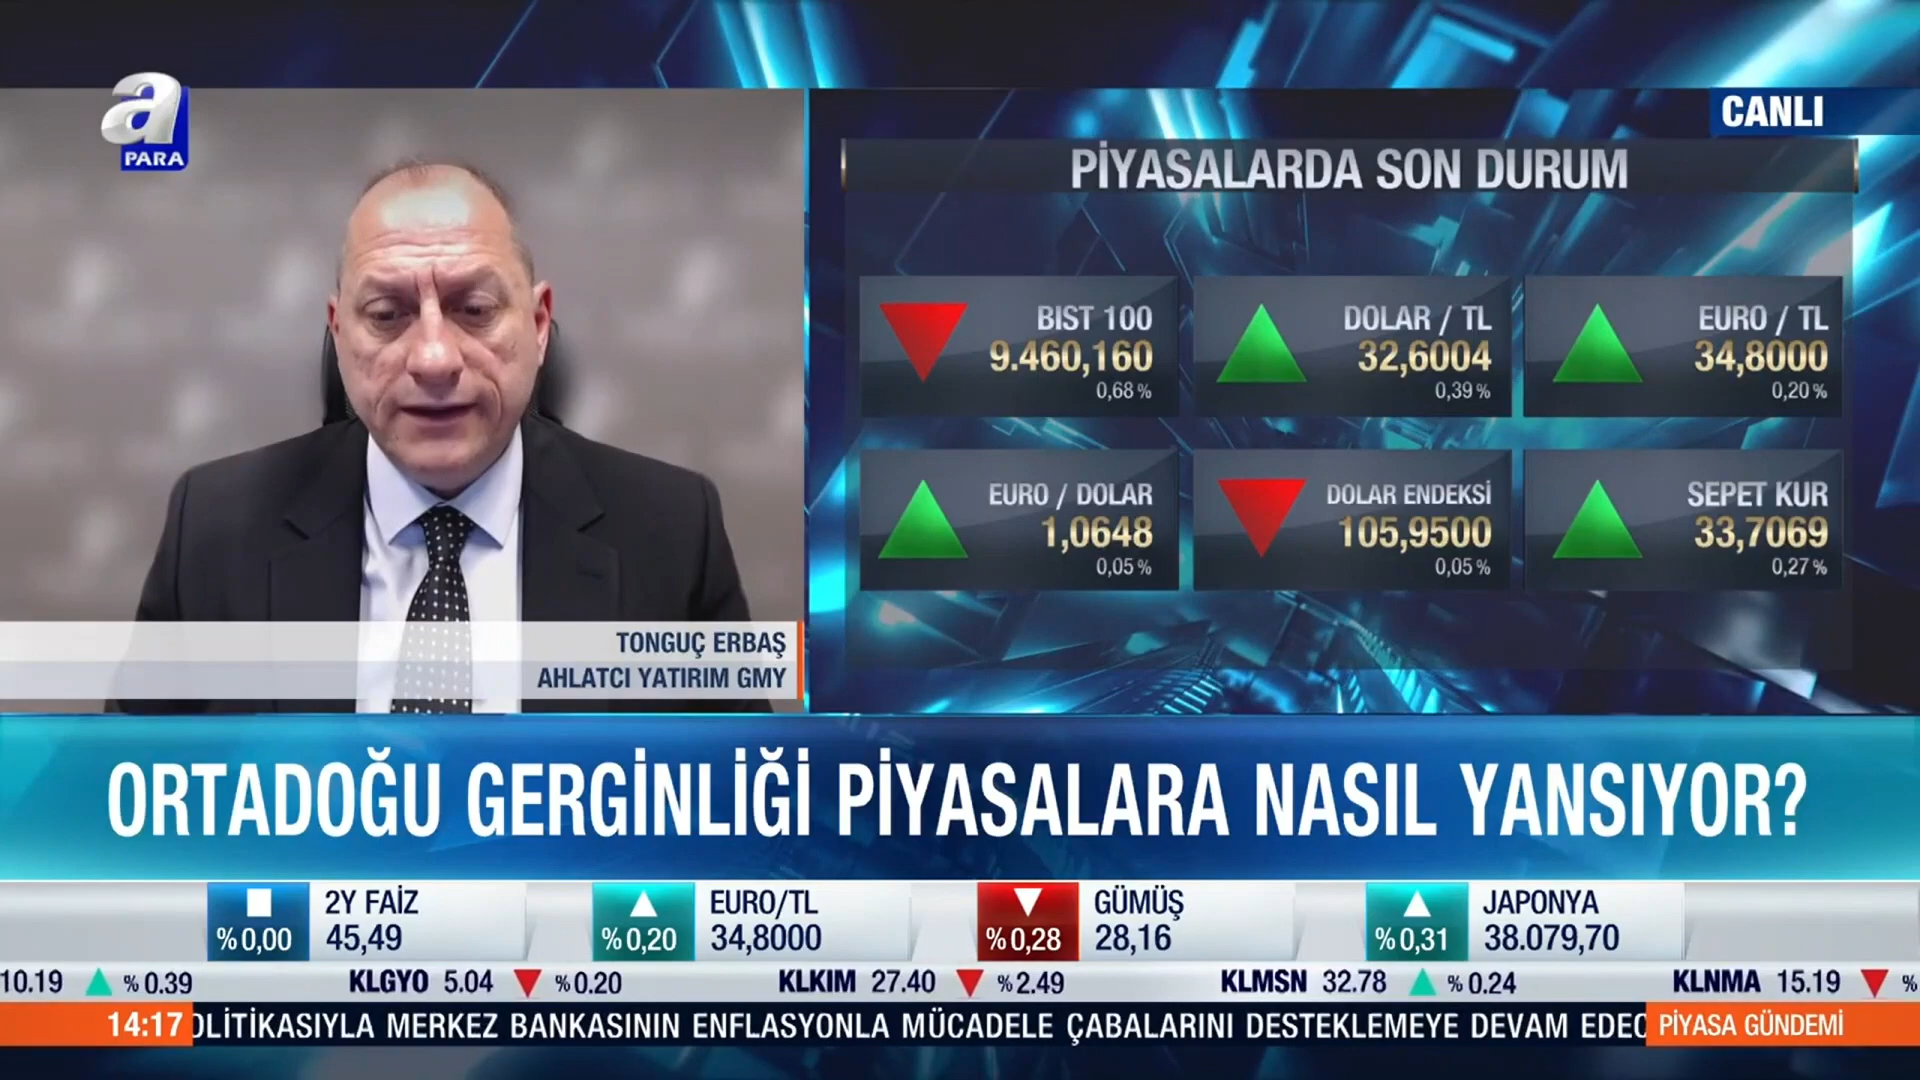 a
PARA
CANLI
PİYASALARDA SON DURUM
BIST 100
9.460,160
0,68 %
DOLAR / TL
32,6004
0,39 %
EURO / TL
34,8000
0,20 %
EURO / DOLAR
1,0648
0,05 %
DOLAR ENDEKSİ
105,9500
0,05 %
SEPET KUR
33,7069
0,27 %
TONGUÇ ERBAŞ
AHLATCI YATIRIM GMY
ORTADOĞU GERGİNLİĞİ PİYASALARA NASIL YANSIYOR?
%0,00 2Y FAİZ 45,49
%0,20 EURO/TL 34,8000
%0,28 GÜMÜŞ 28,16
%0,31 JAPONYA 38.079,70
10.19 %0.39 KLGYO 5.04 %0.20 KLKIM 27.40 %2.49 KLMSN 32.78 %0.24 KLNMA 15.19 %
14:17 OLİTİKASIYLA MERKEZ BANKASININ ENFLASYONLA MÜCADELE ÇABALARINI DESTEKLEMEYE DEVAM EDEC PİYASA GÜNDEMİ